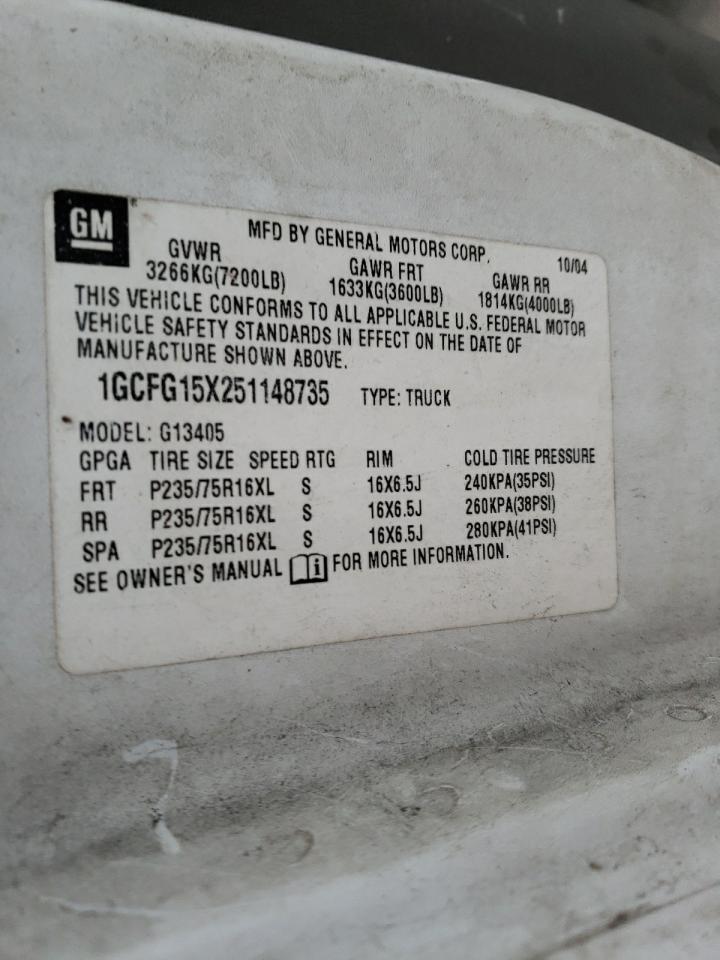 GM
MFD BY GENERAL MOTORS CORP.
10/04
GVWR GAWR FRT GAWR RR
3266KG(7200LB) 1633KG(3600LB) 1814KG(4000LB)
THIS VEHICLE CONFORMS TO ALL APPLICABLE U.S. FEDERAL MOTOR
VEHICLE SAFETY STANDARDS IN EFFECT ON THE DATE OF
MANUFACTURE SHOWN ABOVE.
1GCFG15X251148735 TYPE: TRUCK
MODEL: G13405
GPGA TIRE SIZE SPEED RTG RIM COLD TIRE PRESSURE
FRT P235/75R16XL S 16X6.5J 240KPA(35PSI)
RR P235/75R16XL S 16X6.5J 260KPA(38PSI)
SPA P235/75R16XL S 16X6.5J 280KPA(41PSI)
SEE OWNER'S MANUAL i FOR MORE INFORMATION.